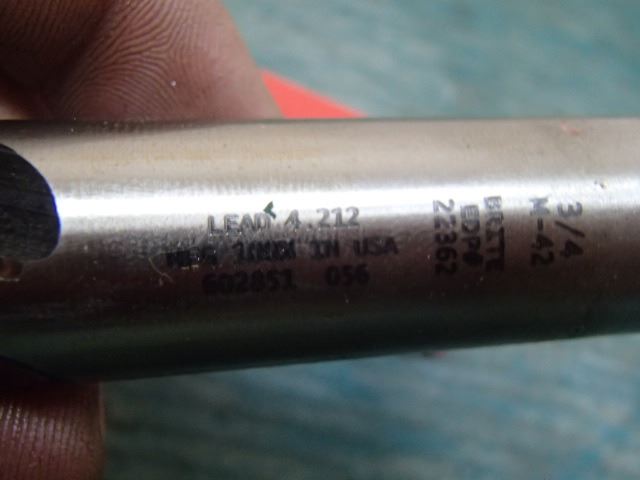 LEAD 4.212
IN USA
602851 056
3/4
M-42
BRITE
EDP#
22362